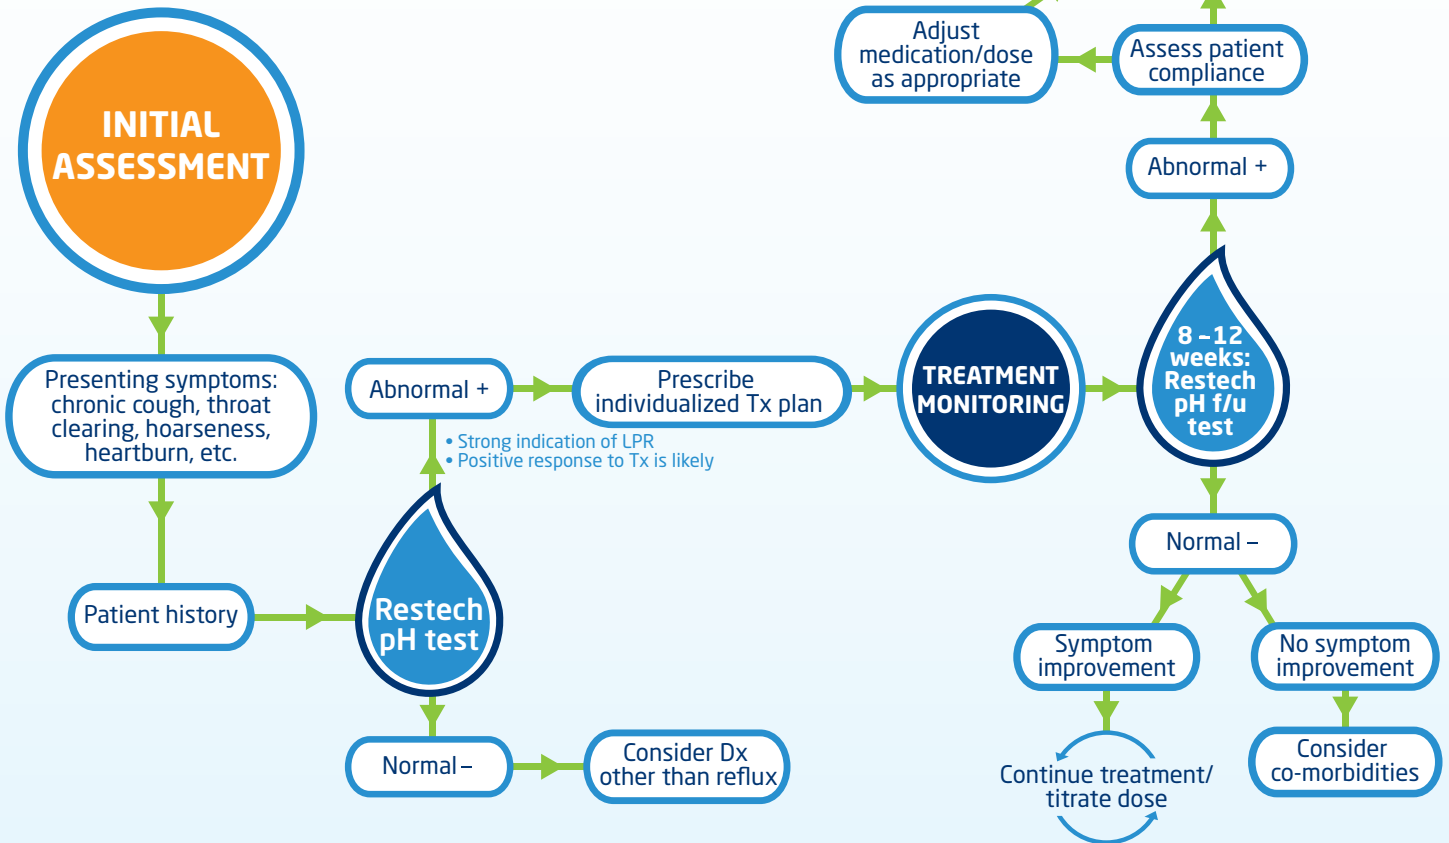 INITIAL
ASSESSMENT
Presenting symptoms:
chronic cough, throat
clearing, hoarseness,
heartburn, etc.
Patient history
Restech
pH test
Abnormal +
• Strong indication of LPR
• Positive response to Tx is likely
Normal –
Consider Dx
other than reflux
Prescribe
individualized Tx plan
TREATMENT
MONITORING
8 –12
weeks:
Restech
pH f/u
test
Abnormal +
Assess patient
compliance
Adjust
medication/dose
as appropriate
Normal –
Symptom
improvement
Continue treatment/
titrate dose
No symptom
improvement
Consider
co-morbidities